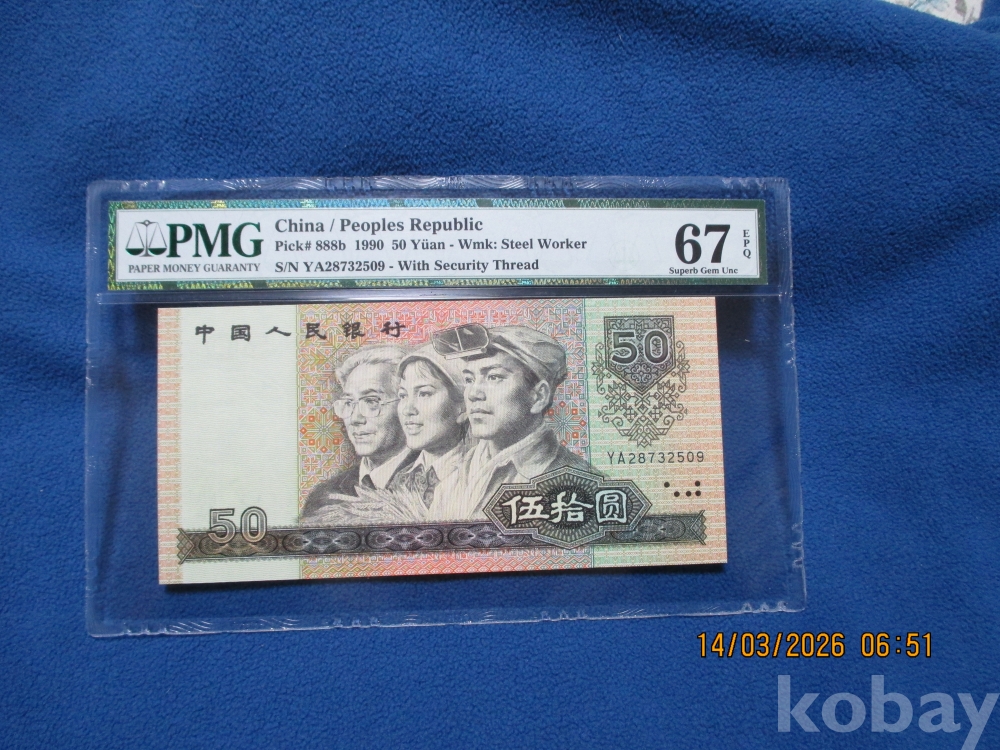 PMG
PAPER MONEY GUARANTY
China / Peoples Republic
Pick# 888b 1990 50 Yüan - Wmk: Steel Worker
S/N YA28732509 - With Security Thread
67
EPQ
Superb Gem Unc
中国人民银行
50
YA28732509
伍拾圆
50
14/03/2026 06:51
kobay